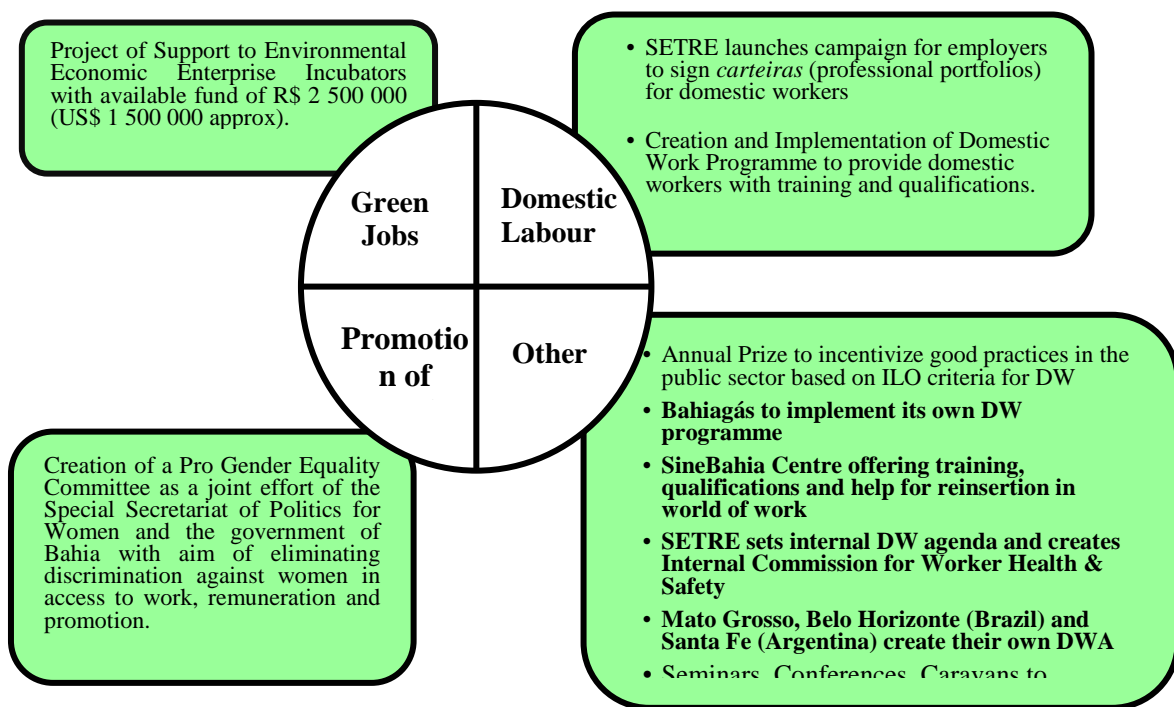 Project of Support to Environmental
Economic Enterprise Incubators
with available fund of R$ 2 500 000
(US$ 1 500 000 approx).
• SETRE launches campaign for employers
to sign carteiras (professional portfolios)
for domestic workers
• Creation and Implementation of Domestic
Work Programme to provide domestic
workers with training and qualifications.
Green
Jobs
Domestic
Labour
Promotio
n of
Other
Creation of a Pro Gender Equality
Committee as a joint effort of the
Special Secretariat of Politics for
Women and the government of
Bahia with aim of eliminating
discrimination against women in
access to work, remuneration and
promotion.
• Annual Prize to incentivize good practices in the
public sector based on ILO criteria for DW
• Bahiagás to implement its own DW
programme
• SineBahia Centre offering training,
qualifications and help for reinsertion in
world of work
• SETRE sets internal DW agenda and creates
Internal Commission for Worker Health &
Safety
• Mato Grosso, Belo Horizonte (Brazil) and
Santa Fe (Argentina) create their own DWA
• Seminars, Conferences, Caravans to